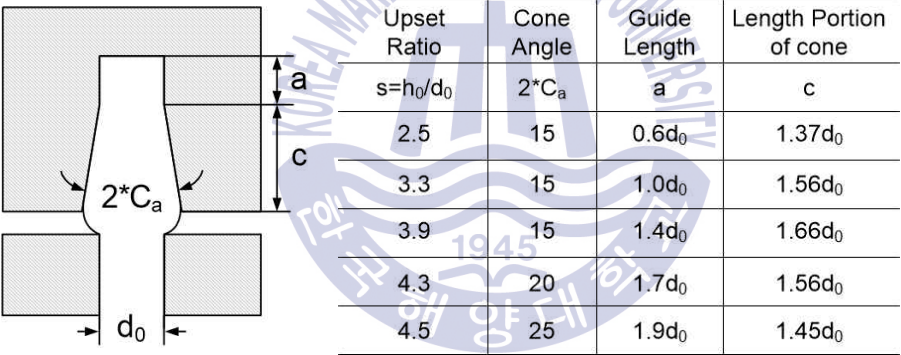 a
c
2*Cₐ
d₀
Upset Ratio Cone Angle Guide Length Length Portion of cone
s=h₀/d₀ 2*Cₐ a c
2.5 15 0.6d₀ 1.37d₀
3.3 15 1.0d₀ 1.56d₀
3.9 15 1.4d₀ 1.66d₀
4.3 20 1.7d₀ 1.56d₀
4.5 25 1.9d₀ 1.45d₀
1945